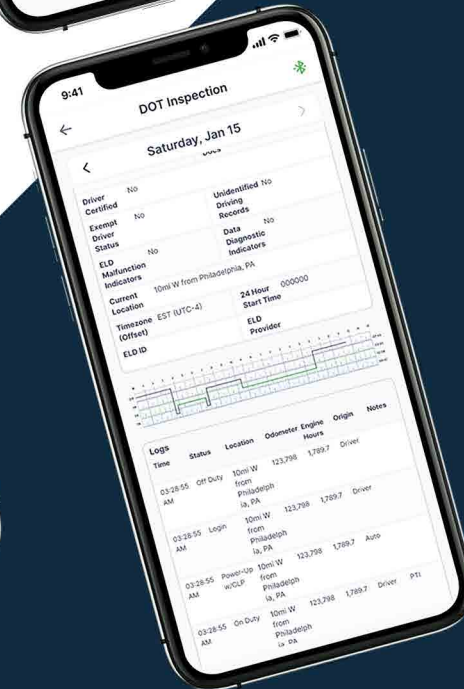 9:41
DOT Inspection
Saturday, Jan 15
Driver Certified No
Unidentified Driving Records No
Exempt Driver Status No
Data Diagnostic Indicators No
ELD Malfunction Indicators No
Current Location 10mi W from Philadelphia, PA
Timezone (Offset) EST (UTC-4)
24 Hour Start Time 000000
ELD ID
ELD Provider
Logs
Time Status Location Odometer Engine Hours Origin Notes
03:28:55 AM Off Duty 10mi W from Philadelphia, PA 123,798 1,789.7 Driver
03:28:55 AM Login 10mi W from Philadelphia, PA 123,798 1,789.7 Driver
03:28:55 AM Power-Up w/CLP 10mi W from Philadelphia, PA 123,798 1,789.7 Auto
03:28:55 AM On Duty 10mi W from Philadelphia, PA 123,798 1,789.7 Driver PTI